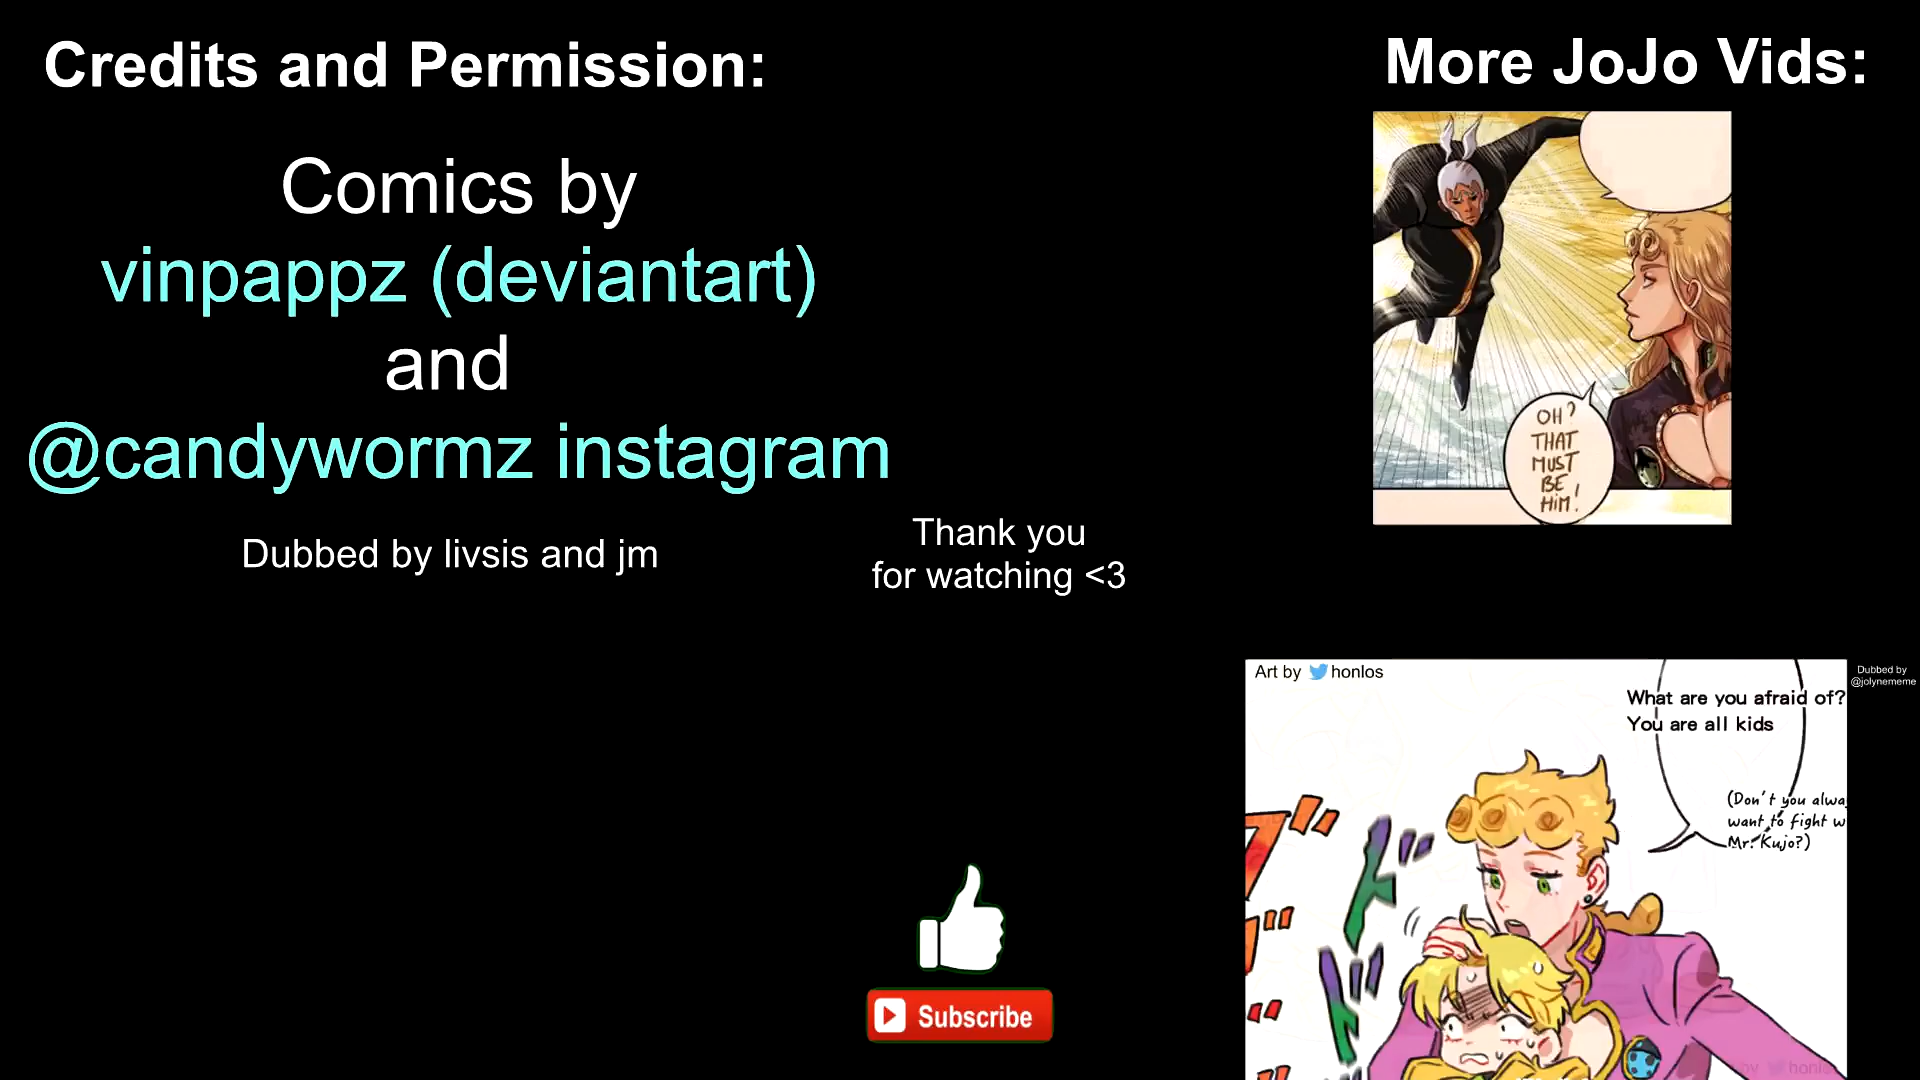 Credits and Permission:
Comics by
vinpappz (deviantart)
and
@candywormz instagram
Dubbed by livsis and jm
Thank you
for watching <3
Subscribe
More JoJo Vids:
OH?
THAT
MUST
BE
HIM!
Art by honlos
Dubbed by
@jolynememe
What are you afraid of?
You are all kids
(Don't you alwa
want to fight w
Mr. Kujo?)